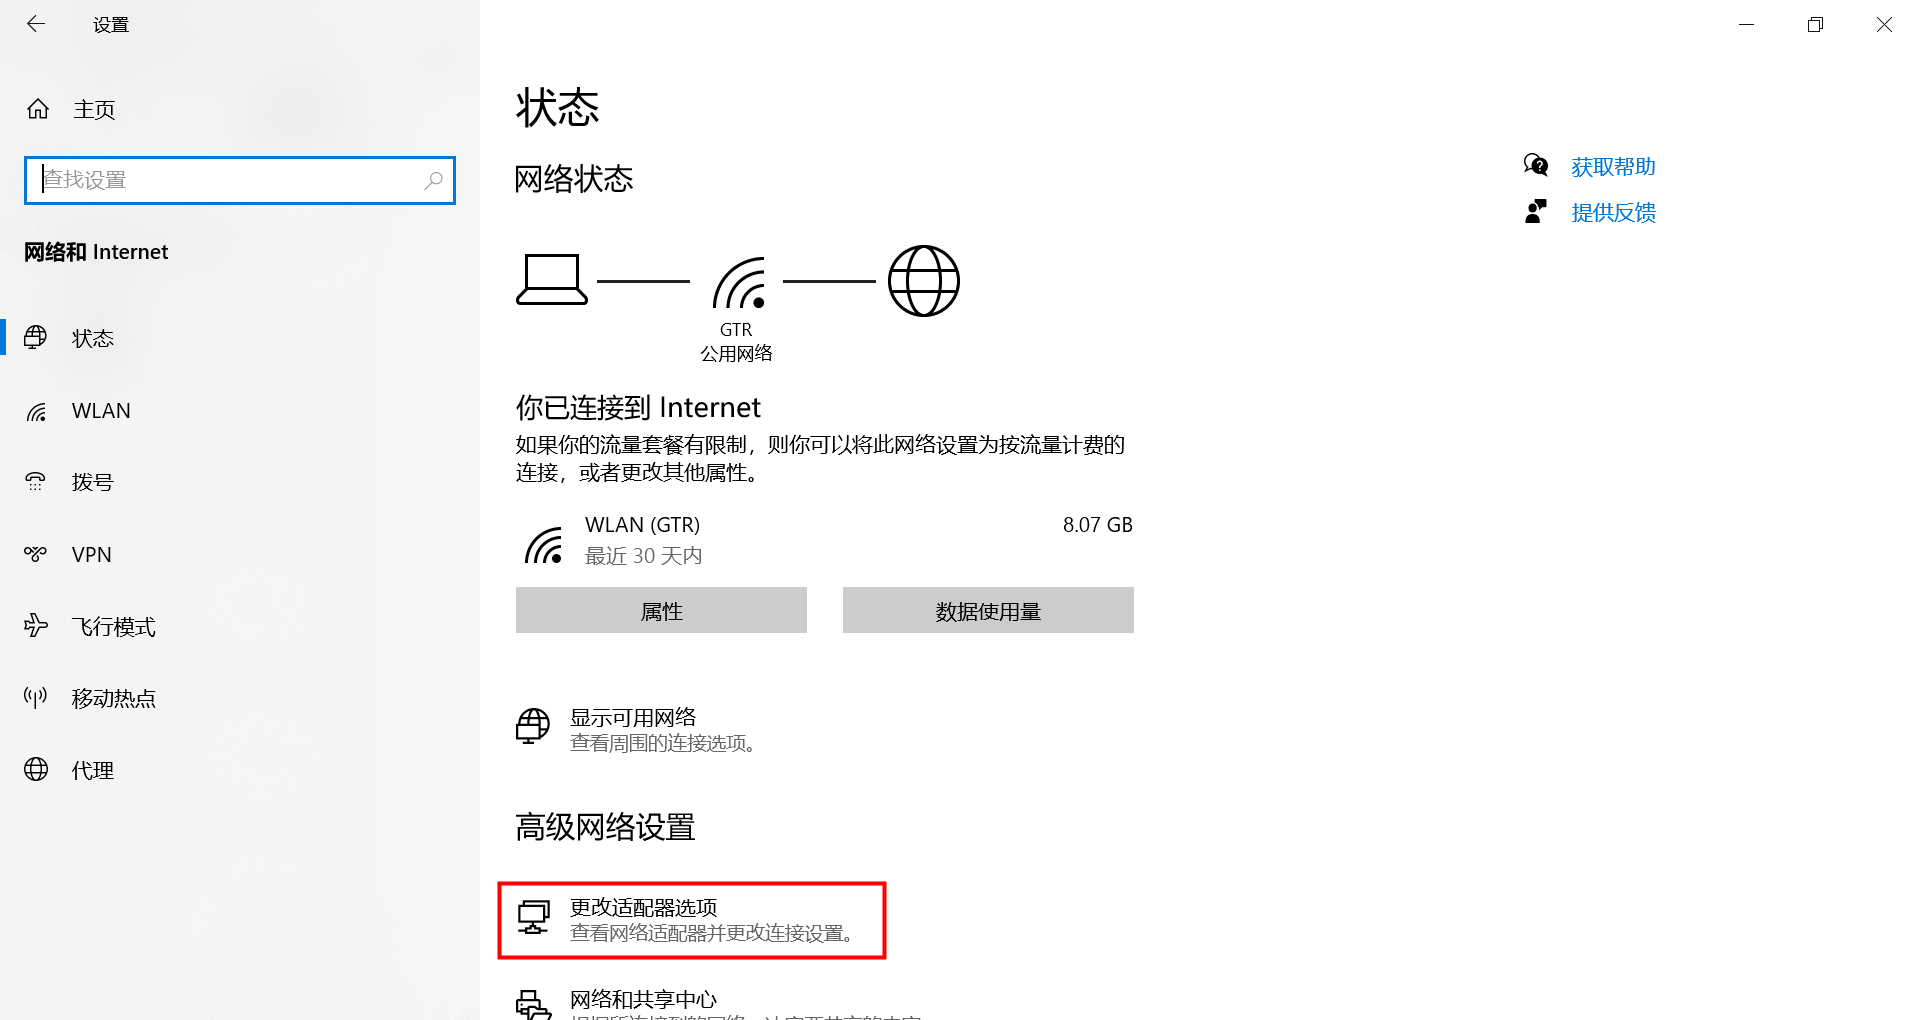 设置
主页
查找设置
网络和 Internet
状态
WLAN
拨号
VPN
飞行模式
移动热点
代理
状态
网络状态
GTR
公用网络
你已连接到 Internet
如果你的流量套餐有限制，则你可以将此网络设置为按流量计费的
连接，或者更改其他属性。
WLAN (GTR)
8.07 GB
最近 30 天内
属性
数据使用量
显示可用网络
查看周围的连接选项。
高级网络设置
更改适配器选项
查看网络适配器并更改连接设置。
网络和共享中心
获取帮助
提供反馈